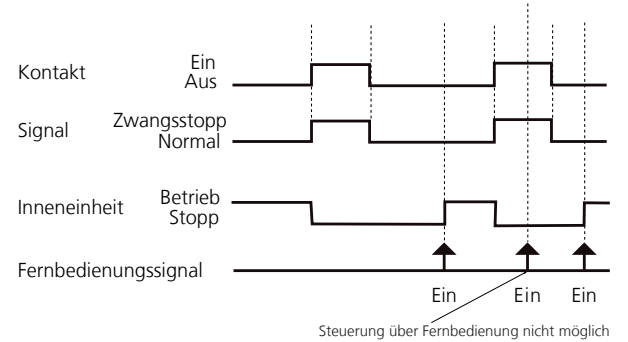 Kontakt
Ein
Aus
Signal
Zwangsstopp
Normal
Inneneinheit
Betrieb
Stopp
Fernbedienungssignal
Ein
Ein
Ein
Steuerung über Fernbedienung nicht möglich